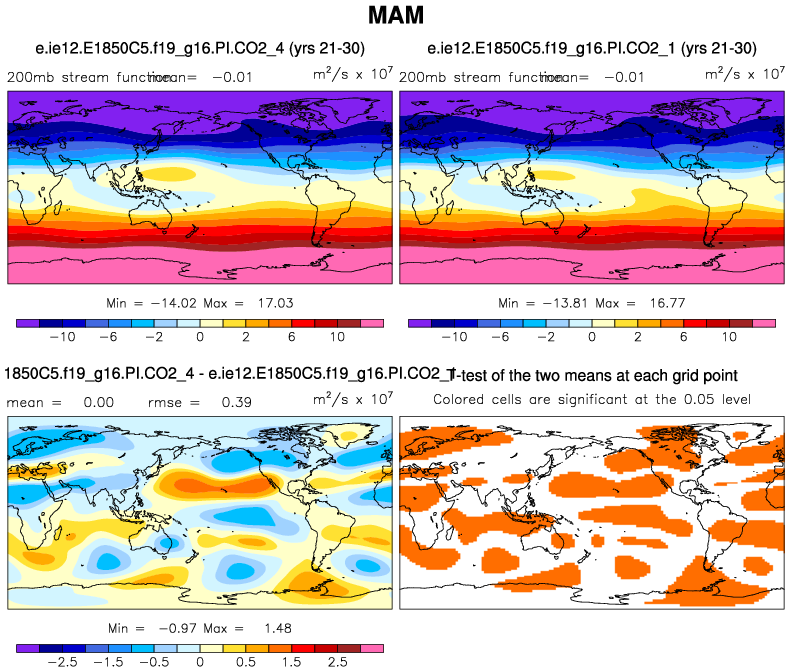 MAM
e.ie12.E1850C5.f19_g16.PI.CO2_4 (yrs 21-30)
e.ie12.E1850C5.f19_g16.PI.CO2_1 (yrs 21-30)
200mb stream function mean= −0.01 m²/s x 10⁷
200mb stream function mean= −0.01 m²/s x 10⁷
Min = −14.02 Max = 17.03
Min = −13.81 Max = 16.77
−10 −6 −2 0 2 6 10
−10 −6 −2 0 2 6 10
1850C5.f19_g16.PI.CO2_4 - e.ie12.E1850C5.f19_g16.PI.CO2_1
T-test of the two means at each grid point
mean = 0.00 rmse = 0.39 m²/s x 10⁷
Colored cells are significant at the 0.05 level
Min = −0.97 Max = 1.48
−2.5 −1.5 −0.5 0 0.5 1.5 2.5